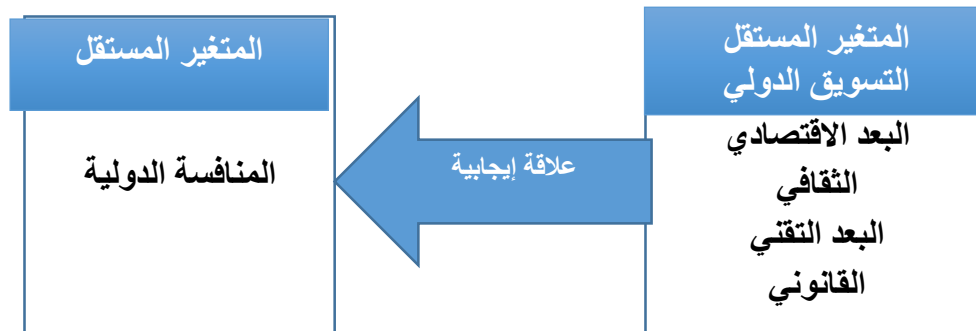 المتغير المستقل
التسويق الدولي
البعد الاقتصادي
الثقافي
البعد التقني
القانوني
علاقة إيجابية
المتغير المستقل
المنافسة الدولية